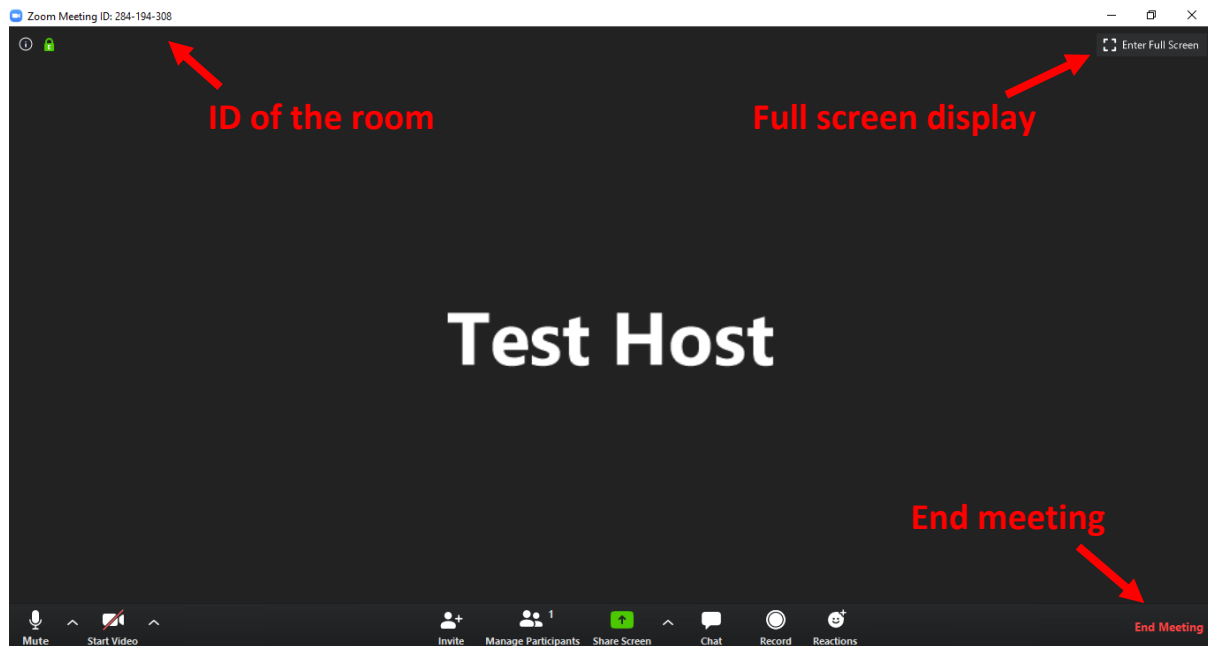 Zoom Meeting ID: 284-194-308
Enter Full Screen
ID of the room
Full screen display
Test Host
End meeting
1
Mute
Start Video
Invite
Manage Participants
Share Screen
Chat
Record
Reactions
End Meeting